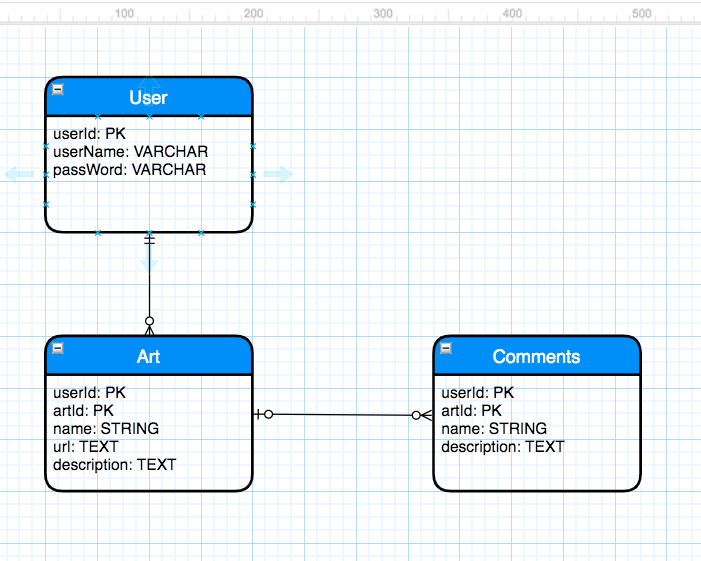 100 200 300 400 500
User
userId: PK
userName: VARCHAR
passWord: VARCHAR
Art
userId: PK
artId: PK
name: STRING
url: TEXT
description: TEXT
Comments
userId: PK
artId: PK
name: STRING
description: TEXT